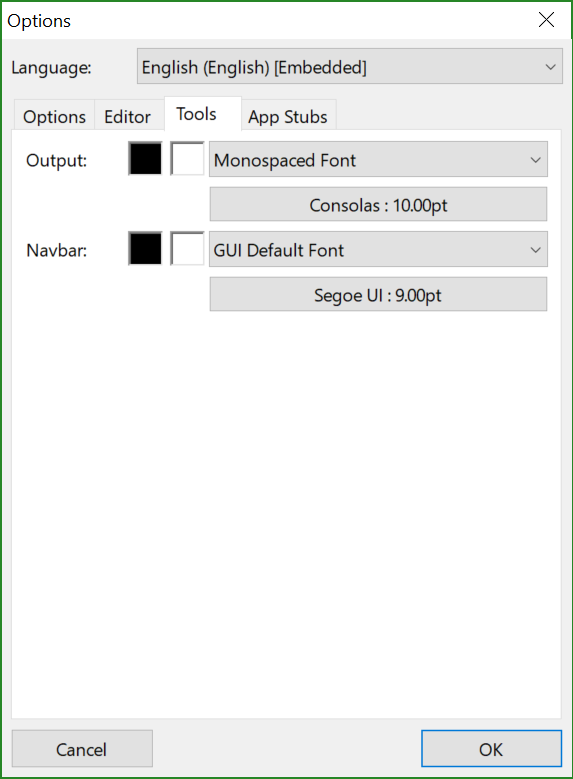 Options
Language: English (English) [Embedded]
Options Editor Tools App Stubs
Output: Monospaced Font
Consolas : 10.00pt
Navbar: GUI Default Font
Segoe UI : 9.00pt
Cancel OK